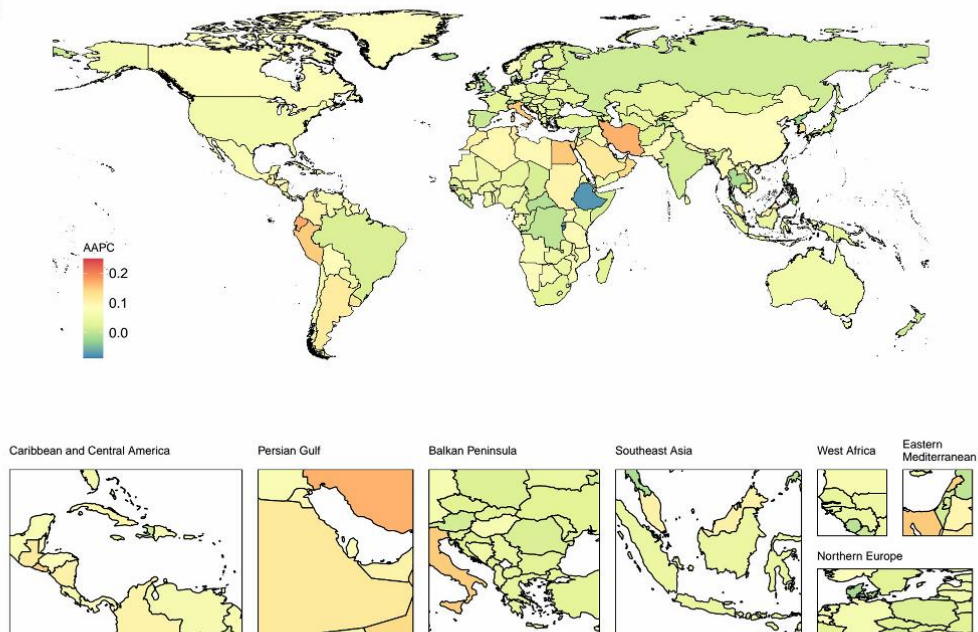 AAPC
0.2
0.1
0.0
Caribbean and Central America
Persian Gulf
Balkan Peninsula
Southeast Asia
West Africa
Eastern
Mediterranean
Northern Europe